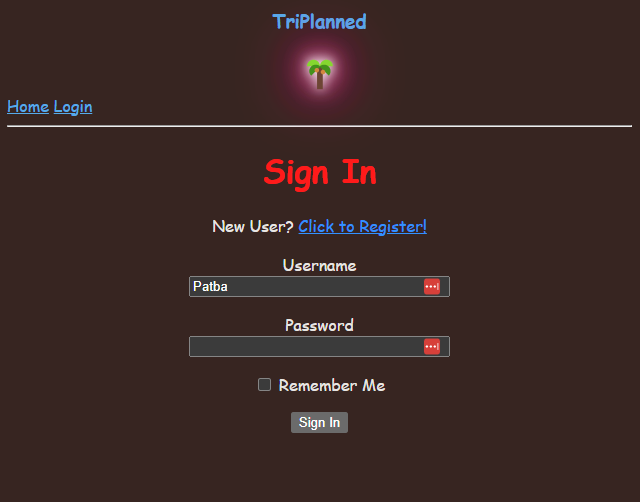 TriPlanned
Home Login
Sign In
New User? Click to Register!
Username
Patba
Password
Remember Me
Sign In